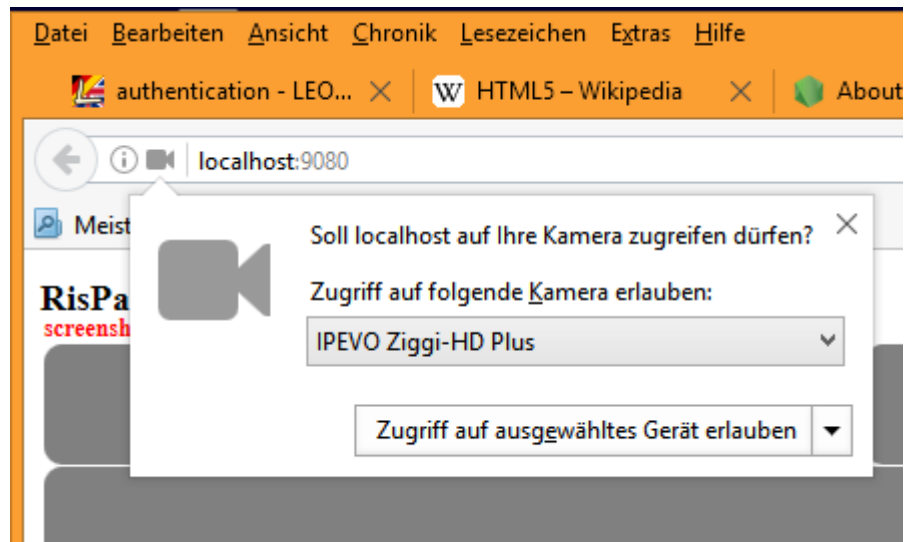 Datei Bearbeiten Ansicht Chronik Lesezeichen Extras Hilfe
authentication - LEO... W HTML5 – Wikipedia About
localhost:9080
Meist
Soll localhost auf Ihre Kamera zugreifen dürfen?
Zugriff auf folgende Kamera erlauben:
RisPa
screensh
IPEVO Ziggi-HD Plus
Zugriff auf ausgewähltes Gerät erlauben